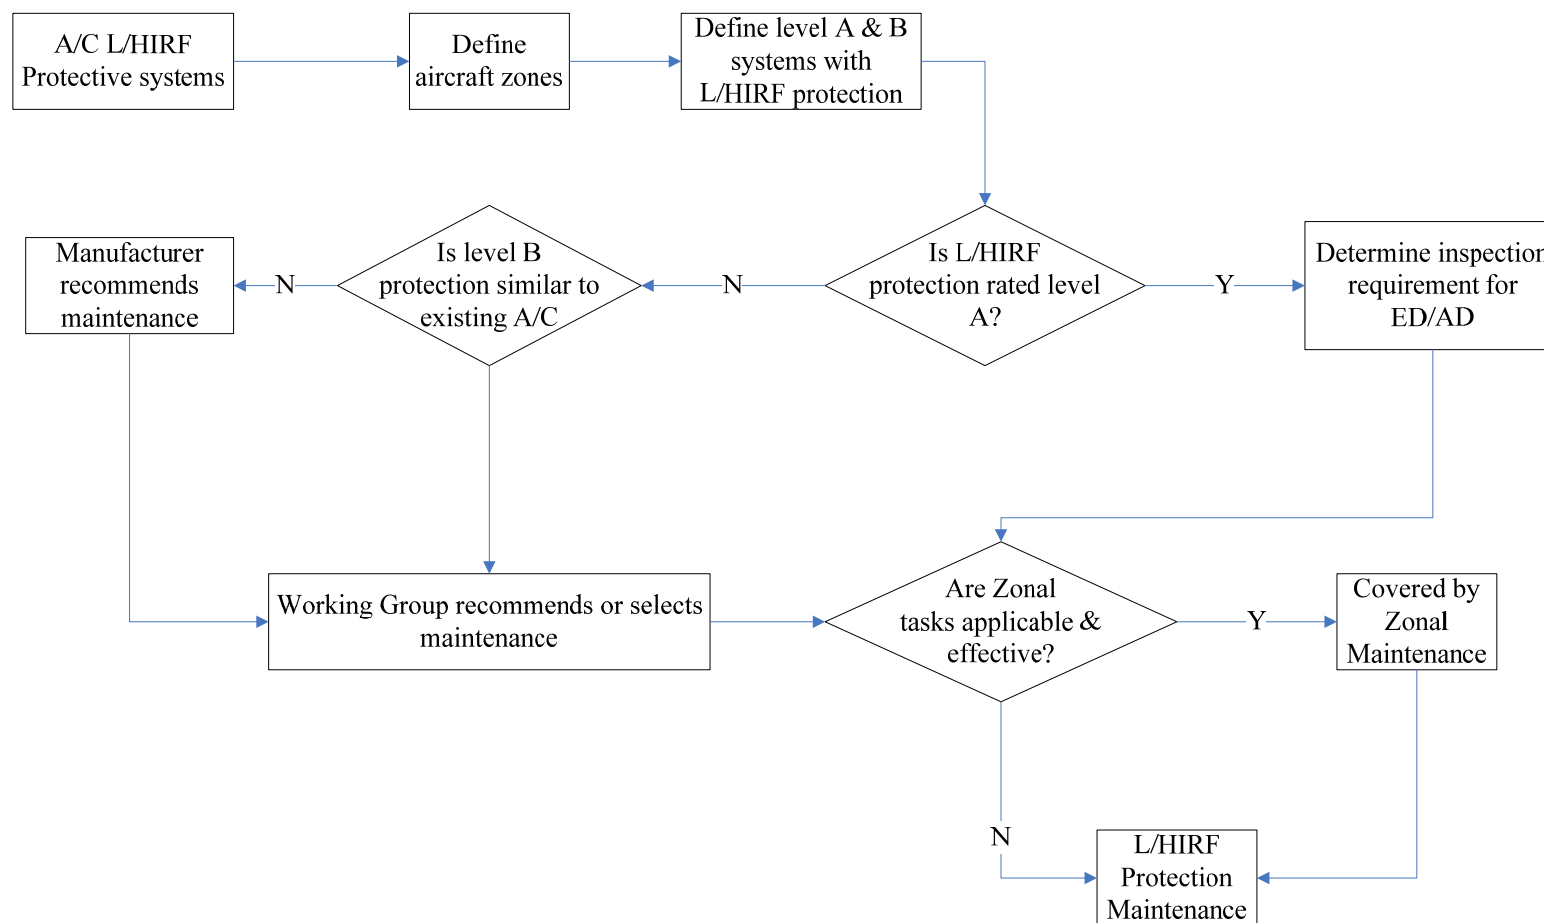 A/C L/HIRF
Protective systems
Define
aircraft zones
Define level A & B
systems with
L/HIRF protection
Manufacturer
recommends
maintenance
N
Is level B
protection similar to
existing A/C
N
Is L/HIRF
protection rated level
A?
Y
Determine inspection
requirement for
ED/AD
Working Group recommends or selects
maintenance
Are Zonal
tasks applicable &
effective?
Y
Covered by
Zonal
Maintenance
N
L/HIRF
Protection
Maintenance